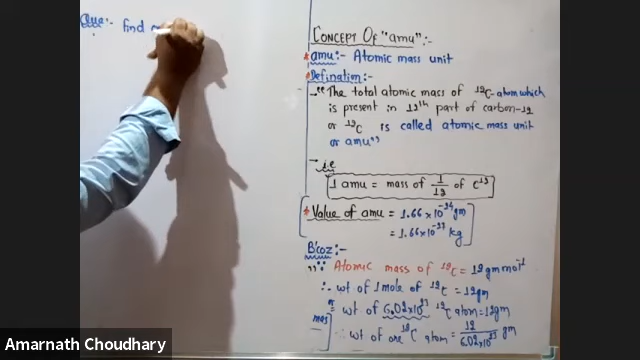 Que:- find
CONCEPT OF "amu":-
* amu:- Atomic mass unit
* Defination:-
→ "The total atomic mass of ¹²C-atom which
is present in 12th part of carbon-12
or ¹²C is called atomic mass unit
or amu"
→ i.e
1 amu = mass of 1/12 of C¹²
* Value of amu = 1.66×10⁻²⁴ gm
= 1.66×10⁻²⁷ kg
B'coz:-
∵ Atomic mass of ¹²C = 12 gm mol⁻¹
∴ wt of 1 mole of ¹²C = 12gm
or wt of 6.02×10²³ ¹²C atom = 12gm
mass ∴ wt of one ¹²C atom = 12/6.02×10²³ gm
Amarnath Choudhary